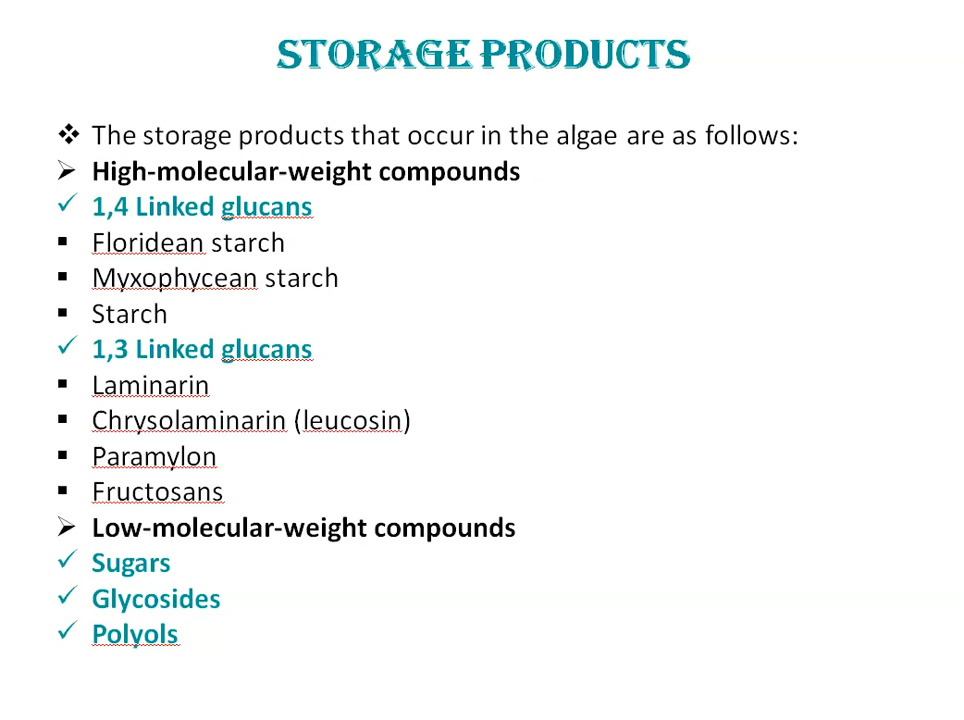 STORAGE PRODUCTS
❖ The storage products that occur in the algae are as follows:
➢ High-molecular-weight compounds
✓ 1,4 Linked glucans
▪ Floridean starch
▪ Myxophycean starch
▪ Starch
✓ 1,3 Linked glucans
▪ Laminarin
▪ Chrysolaminarin (leucosin)
▪ Paramylon
▪ Fructosans
➢ Low-molecular-weight compounds
✓ Sugars
✓ Glycosides
✓ Polyols